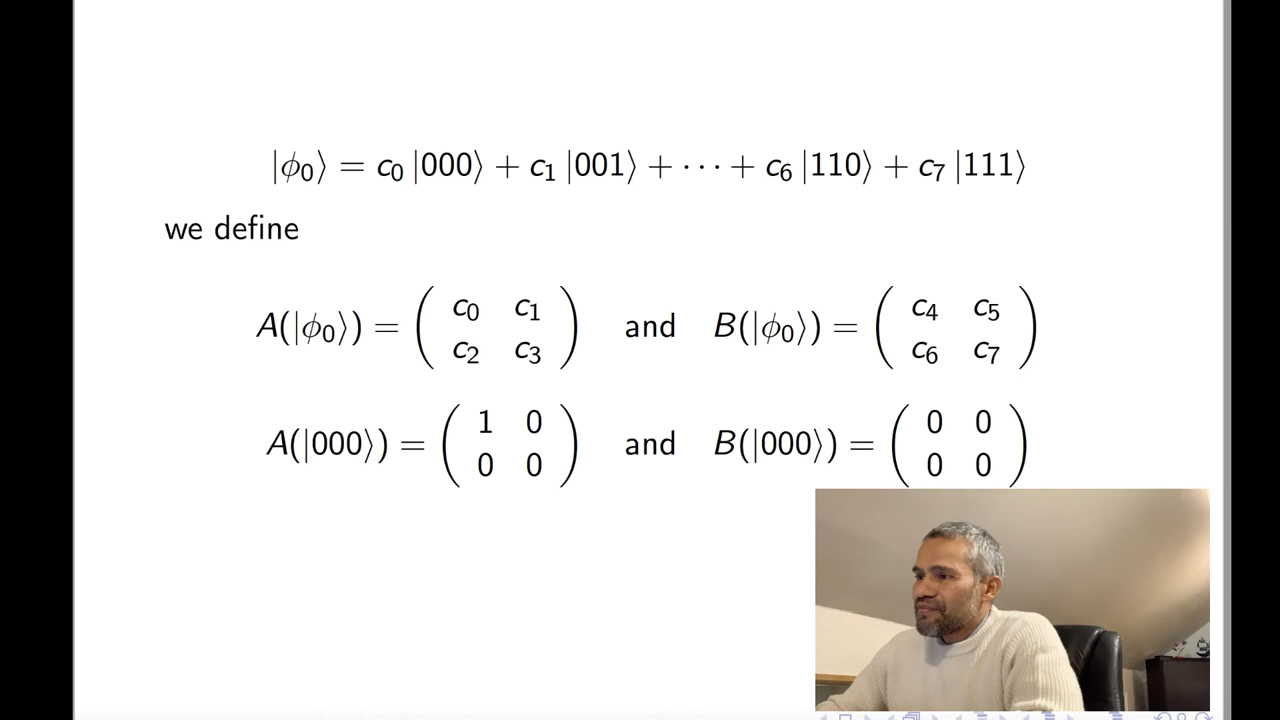 |ϕ₀⟩ = c₀ |000⟩ + c₁ |001⟩ + ⋯ + c₆ |110⟩ + c₇ |111⟩
we define
A(|ϕ₀⟩) = ( c₀ c₁ ; c₂ c₃ ) and B(|ϕ₀⟩) = ( c₄ c₅ ; c₆ c₇ )
A(|000⟩) = ( 1 0 ; 0 0 ) and B(|000⟩) = ( 0 0 ; 0 0 )